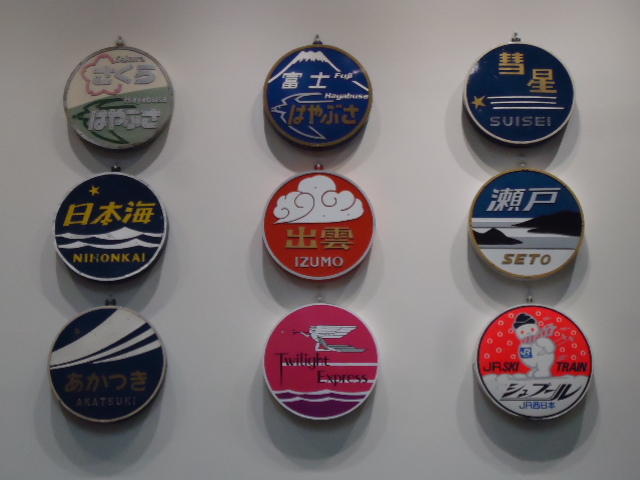 Sakura
さくら
Hayabusa
はやぶさ
富士 Fuji
Hayabusa
はやぶさ
彗星
SUISEI
日本海
NIHONKAI
出雲
IZUMO
瀬戸
SETO
あかつき
AKATSUKI
Twilight
Express
JR
JR SKI TRAIN
シュプール
JR西日本